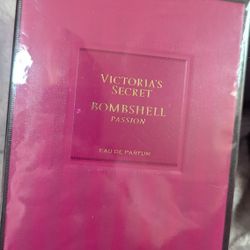 VICTORIA'S
SECRET
BOMBSHELL
PASSION
EAU DE PARFUM